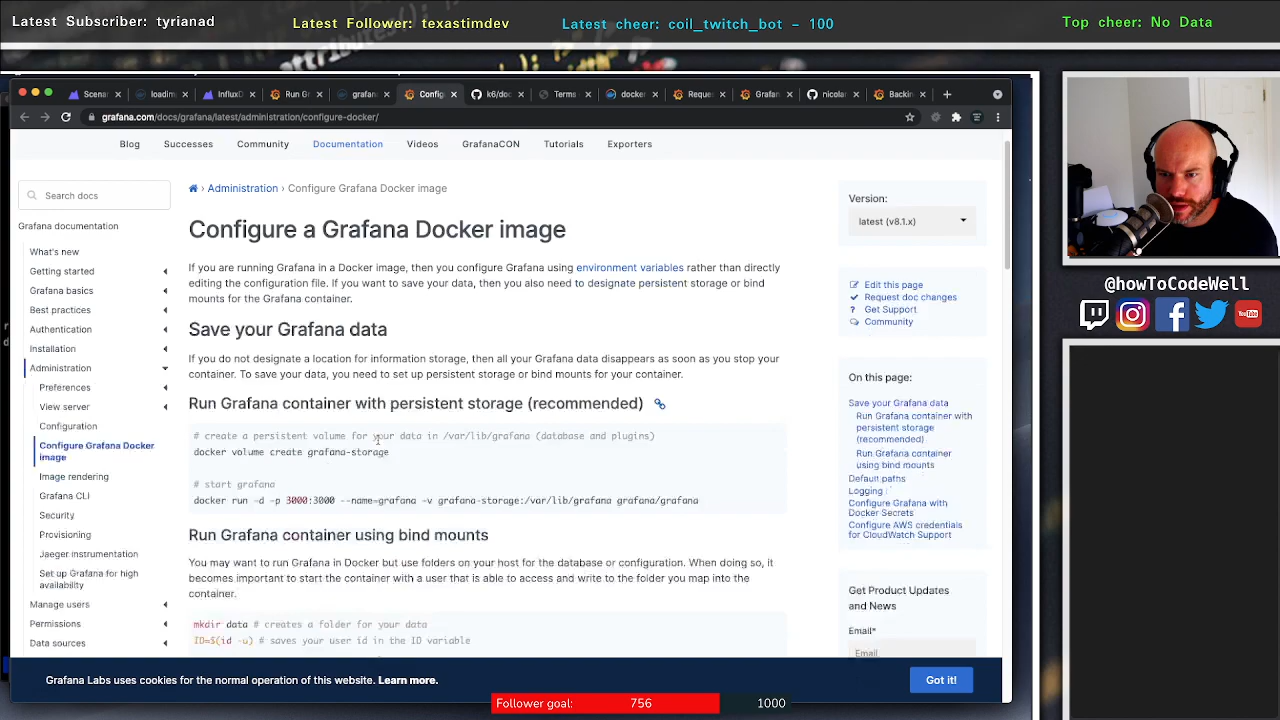 Latest Subscriber: tyrianad
Latest Follower: texastimdev
Latest cheer: coil_twitch_bot - 100
Top cheer: No Data
attributes();
Scenar
loadim
InfluxD
Run Gr
grafan
Config
k6/doc
Terms
docker
Reque
Grafan
nicolar
Backin
grafana.com/docs/grafana/latest/administration/configure-docker/
Blog
Successes
Community
Documentation
Videos
GrafanaCON
Tutorials
Exporters
Search docs
Grafana documentation
What's new
Getting started
Grafana basics
Best practices
Authentication
Installation
Administration
Preferences
View server
Configuration
Configure Grafana Docker
image
Image rendering
Grafana CLI
Security
Provisioning
Jaeger instrumentation
Set up Grafana for high
availability
Manage users
Permissions
Data sources
Administration › Configure Grafana Docker image
Configure a Grafana Docker image
If you are running Grafana in a Docker image, then you configure Grafana using environment variables rather than directly
editing the configuration file. If you want to save your data, then you also need to designate persistent storage or bind
mounts for the Grafana container.
Save your Grafana data
If you do not designate a location for information storage, then all your Grafana data disappears as soon as you stop your
container. To save your data, you need to set up persistent storage or bind mounts for your container.
Run Grafana container with persistent storage (recommended)
# create a persistent volume for your data in /var/lib/grafana (database and plugins)
docker volume create grafana-storage
# start grafana
docker run -d -p 3000:3000 --name=grafana -v grafana-storage:/var/lib/grafana grafana/grafana
Run Grafana container using bind mounts
You may want to run Grafana in Docker but use folders on your host for the database or configuration. When doing so, it
becomes important to start the container with a user that is able to access and write to the folder you map into the
container.
mkdir data # creates a folder for your data
ID=$(id -u) # saves your user id in the ID variable
Version:
latest (v8.1.x)
Edit this page
Request doc changes
? Get Support
Community
On this page:
Save your Grafana data
Run Grafana container with
persistent storage
(recommended)
Run Grafana container
using bind mounts
Default paths
Logging
Configure Grafana with
Docker Secrets
Configure AWS credentials
for CloudWatch Support
Get Product Updates
and News
Email*
Email
Grafana Labs uses cookies for the normal operation of this website. Learn more.
Got it!
@howToCodeWell
You
Tube
Follower goal:
756
1000